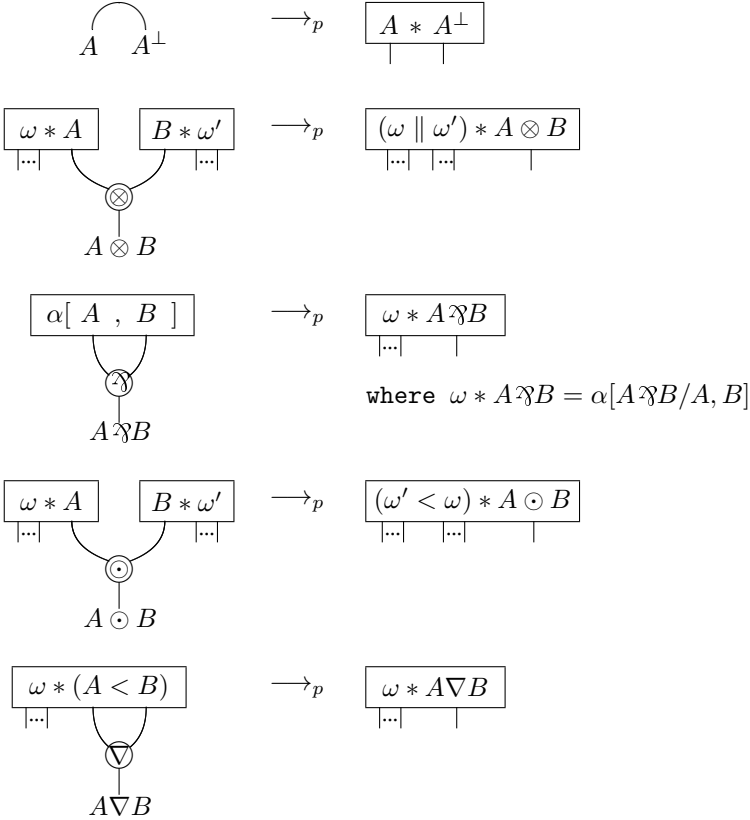 A A^⊥ ⟶_p A * A^⊥
ω * A B * ω′ ⟶_p (ω ∥ ω′) * A ⊗ B
... ... ... ...
⊗
A ⊗ B
α[ A , B ] ⟶_p ω * A⅋B
...
⅋ where ω * A⅋B = α[A⅋B/A, B]
A⅋B
ω * A B * ω′ ⟶_p (ω′ < ω) * A ⊙ B
... ... ... ...
⊙
A ⊙ B
ω * (A < B) ⟶_p ω * A∇B
... ...
∇
A∇B